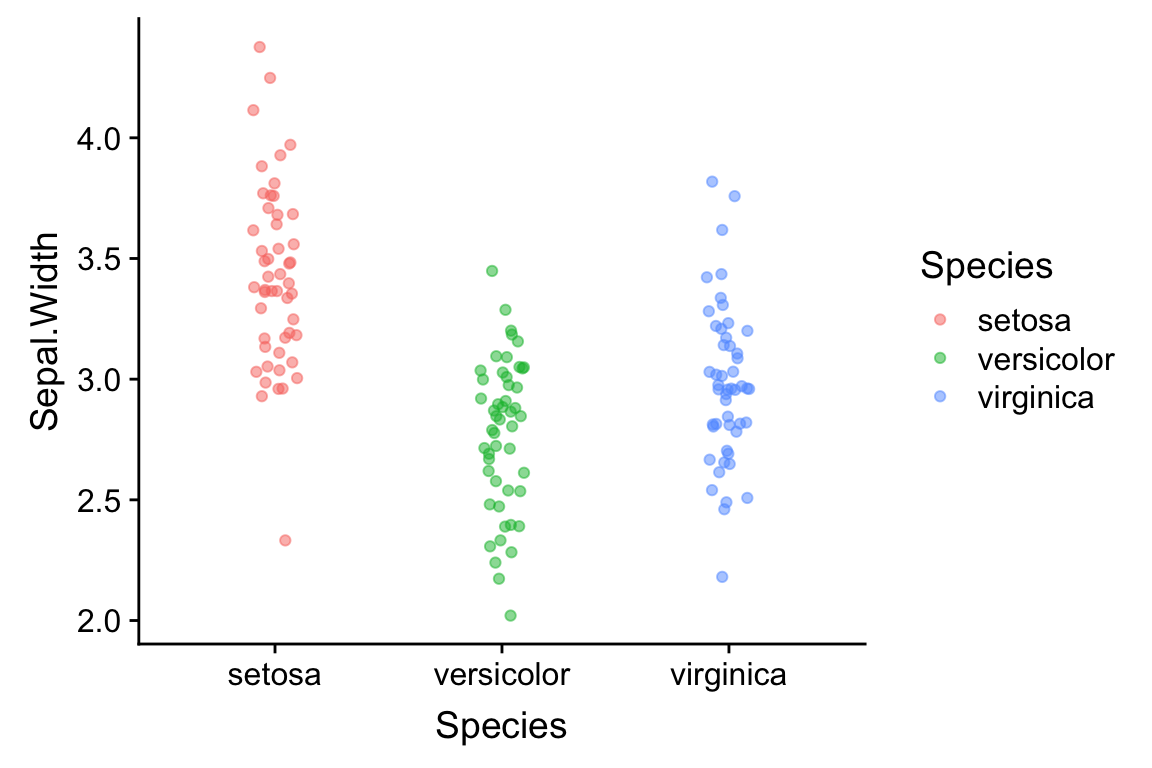 Sepal.Width
4.0
3.5
3.0
2.5
2.0
setosa versicolor virginica
Species
Species
setosa
versicolor
virginica